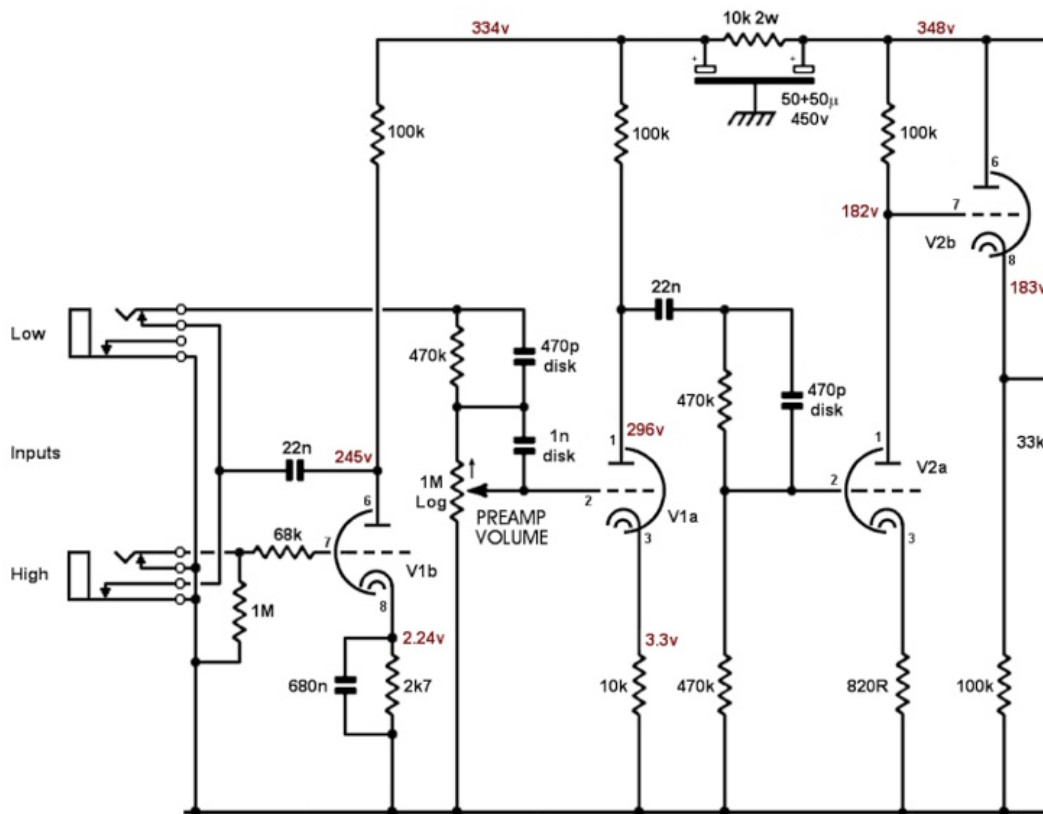 334v
10k 2w
348v
50+50µ
450v
100k
100k
100k
6
182v
7
V2b
8
183v
Low
22n
470k
470p
disk
470k
470p
disk
Inputs
22n
245v
1n
disk
1
296v
33k
1
V2a
6
1M
Log
2
2
PREAMP
VOLUME
V1a
68k
7
V1b
High
3
3
1M
8
2.24v
3.3v
680n
2k7
10k
470k
820R
100k